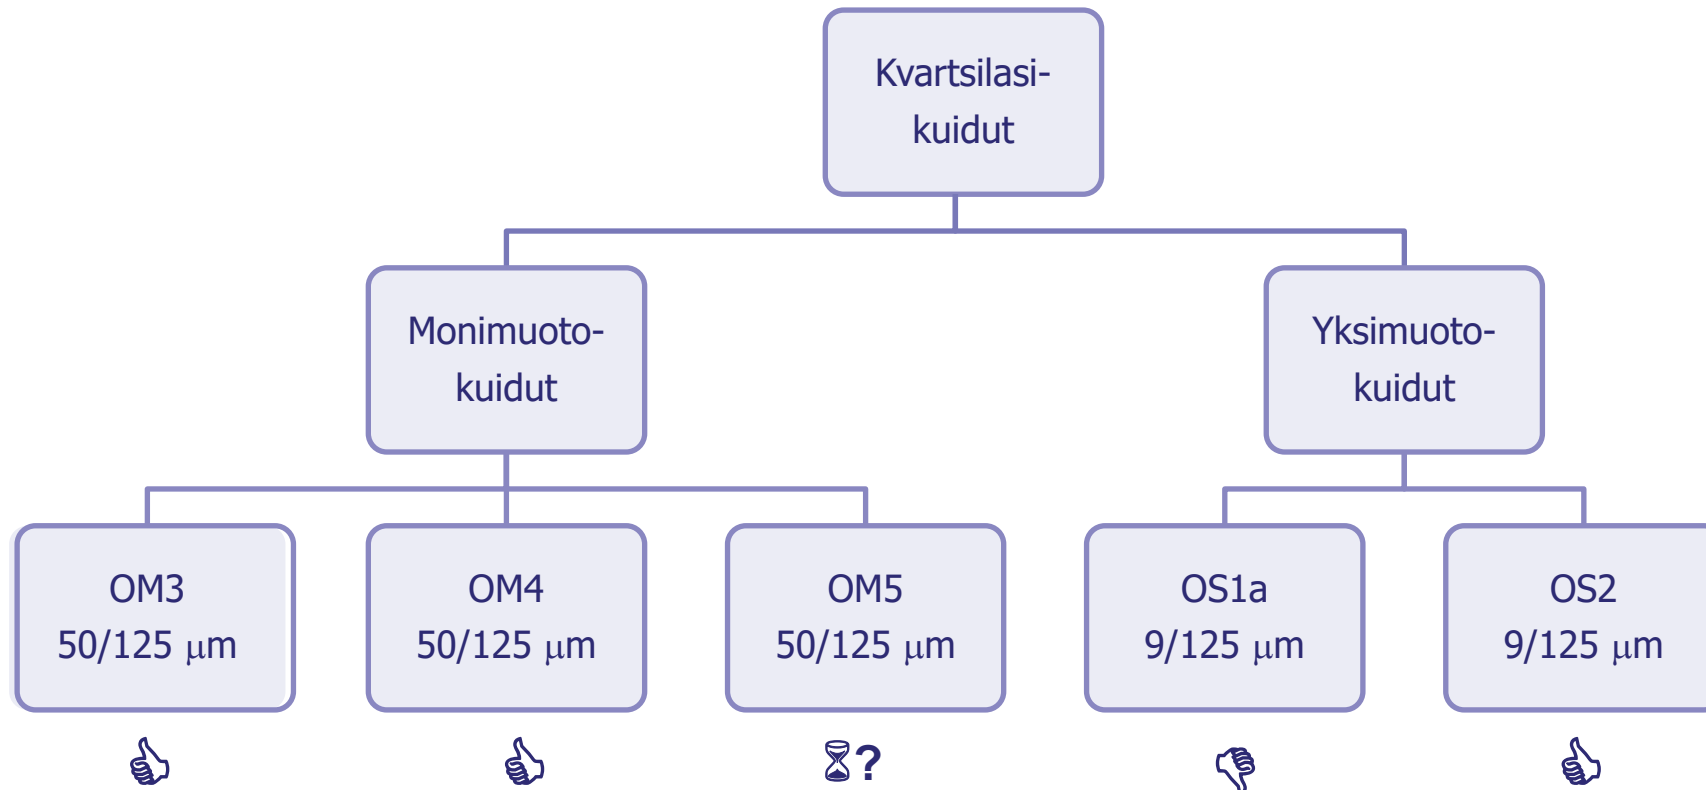 Kvartsilasi-
kuidut
Monimuoto-
kuidut
Yksimuoto-
kuidut
OM3
50/125 μm
OM4
50/125 μm
OM5
50/125 μm
OS1a
9/125 μm
OS2
9/125 μm
?